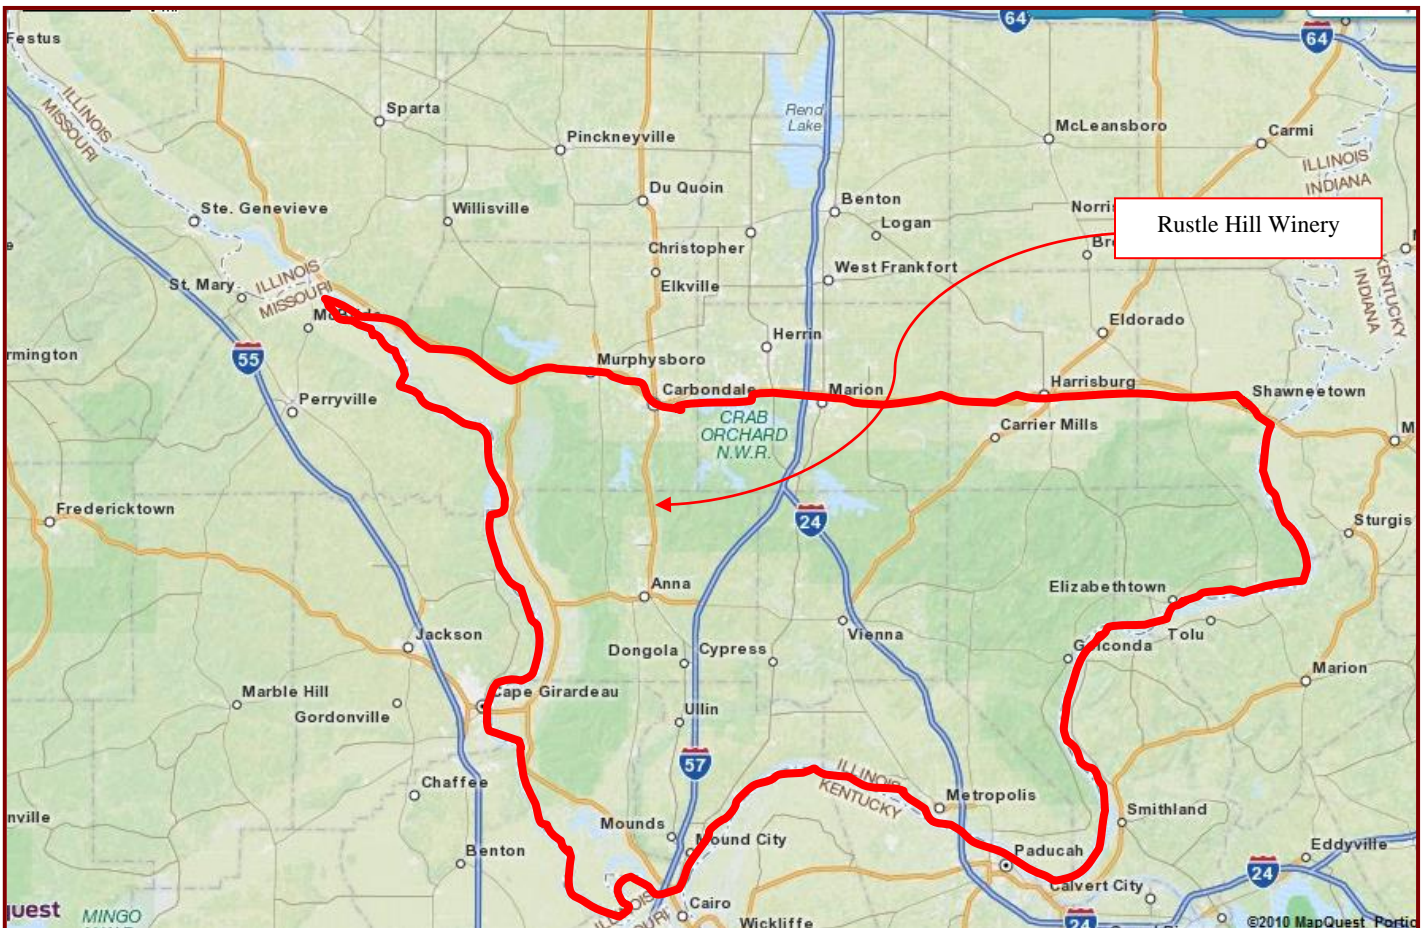 64
64
Festus
ILLINOIS
MISSOURI
Sparta
Rend
Lake
McLeansboro
Carmi
Pinckneyville
ILLINOIS
INDIANA
Du Quoin
Benton
Ste. Genevieve
Willisville
Logan
Rustle Hill Winery
Christopher
West Frankfort
ILLINOIS
MISSOURI
St. Mary
Elkville
KENTUCKY
INDIANA
Eldorado
Herrin
55
Murphysboro
Harrisburg
Carbondale
Marion
Shawneetown
Perryville
CRAB
ORCHARD
N.W.R.
Carrier Mills
Fredericktown
24
Sturgis
Anna
Elizabethtown
Jackson
Vienna
Tolu
Dongola
Cypress
Golconda
Marion
Marble Hill
Cape Girardeau
Gordonville
Ullin
57
ILLINOIS
KENTUCKY
Chaffee
Metropolis
Smithland
Mounds
Mound City
Benton
Paducah
Eddyville
24
Calvert City
Cairo
MINGO
Wickliffe
24
©2010 MapQuest